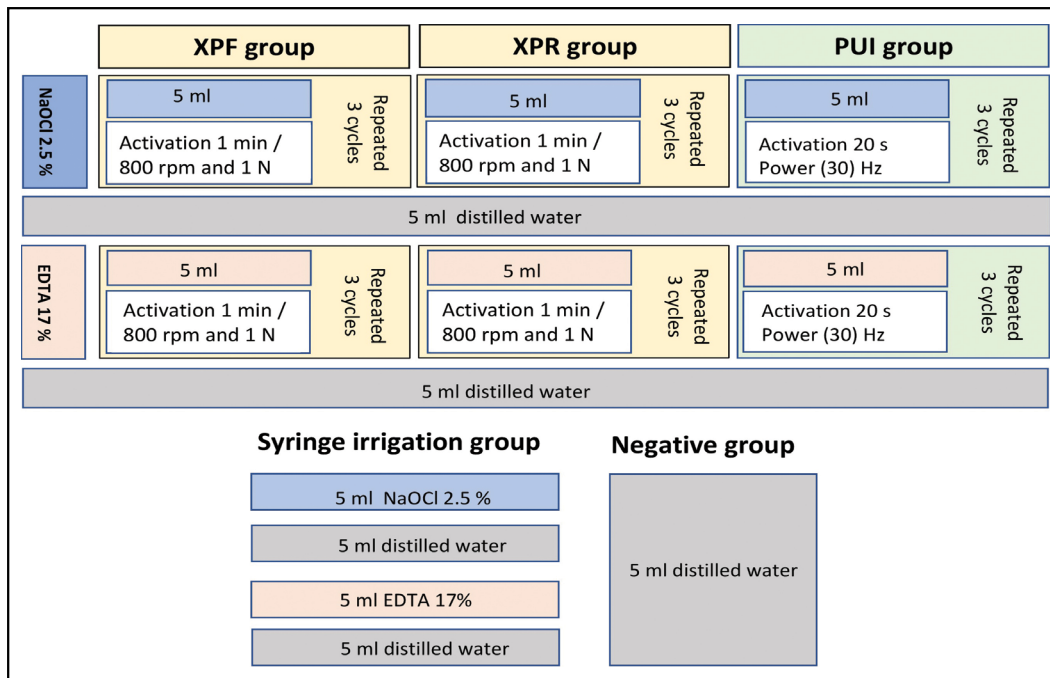 XPF group
XPR group
PUI group
NaOCl 2.5 %
5 ml
Activation 1 min /
800 rpm and 1 N
Repeated
3 cycles
5 ml
Activation 1 min /
800 rpm and 1 N
Repeated
3 cycles
5 ml
Activation 20 s
Power (30) Hz
Repeated
3 cycles
5 ml distilled water
EDTA 17 %
5 ml
Activation 1 min /
800 rpm and 1 N
Repeated
3 cycles
5 ml
Activation 1 min /
800 rpm and 1 N
Repeated
3 cycles
5 ml
Activation 20 s
Power (30) Hz
Repeated
3 cycles
5 ml distilled water
Syringe irrigation group
5 ml NaOCl 2.5 %
5 ml distilled water
5 ml EDTA 17%
5 ml distilled water
Negative group
5 ml distilled water